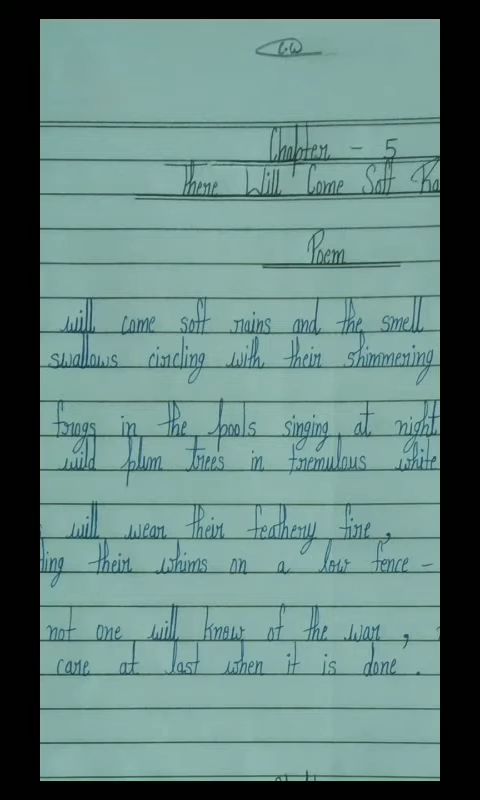 C.W
Chapter - 5
There Will Come Soft
Poem
will come soft rains and the smell
swallows circling with their shimmering
frogs in the pools singing at night
wild plum trees in tremulous white
will wear their feathery fire,
their whims on a low fence -
not one will know of the war,
care at last when it is done.